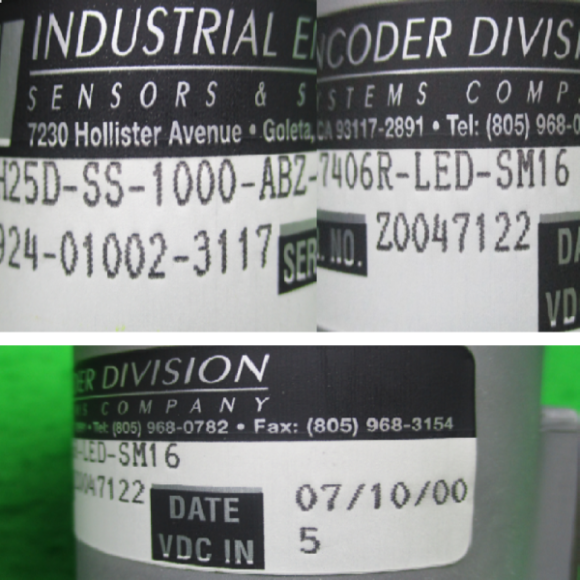 INDUSTRIAL
SENSORS & S
7230 Hollister Avenue • Goleta,
H25D-SS-1000-ABZ-
924-01002-3117
SER
NCODER DIVIS
STEMS COMP
CA 93117-2891 • Tel: (805) 968-0
7406R-LED-SM16
. NO. Z0047122
DA
VD
ER DIVISION
MS COMPANY
• Tel: (805) 968-0782 • Fax: (805) 968-3154
-LED-SM16
0047122
DATE 07/10/00
VDC IN 5